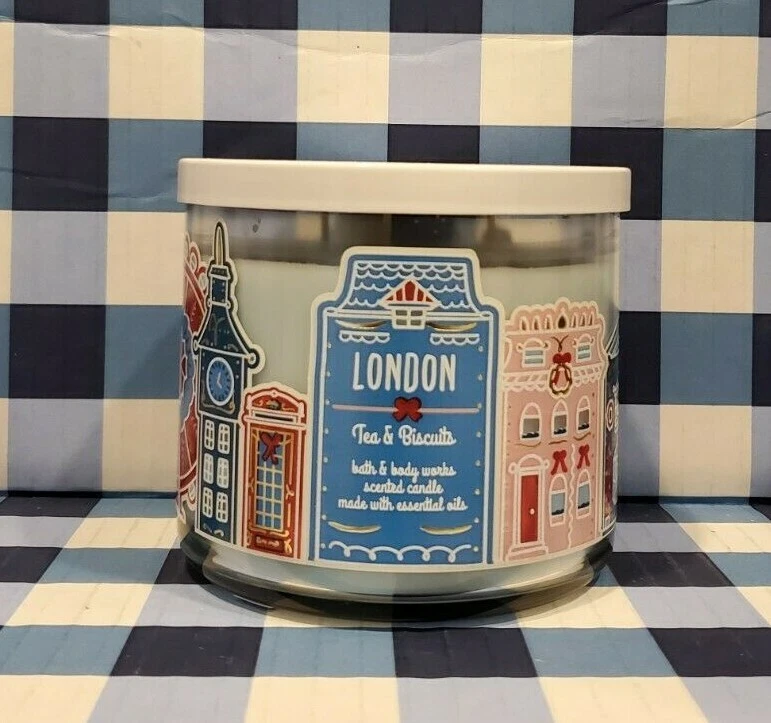 LONDON
Tea & Biscuits
bath & body works
scented candle
made with essential oils